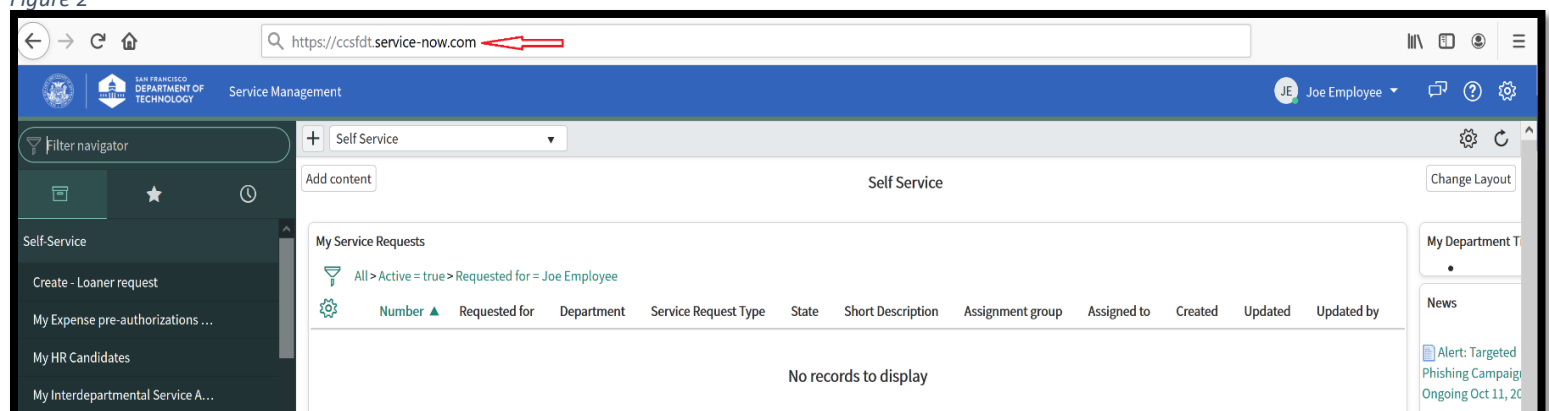 Figure 2
https://ccsfdt.service-now.com
SAN FRANCISCO
DEPARTMENT OF
TECHNOLOGY
Service Management
JE
Joe Employee
Filter navigator
Self Service
Add content
Self Service
Change Layout
Self-Service
Create - Loaner request
My Expense pre-authorizations ...
My HR Candidates
My Interdepartmental Service A...
My Service Requests
All > Active = true > Requested for = Joe Employee
Number ▲ Requested for Department Service Request Type State Short Description Assignment group Assigned to Created Updated Updated by
No records to display
My Department
News
Alert: Targeted
Phishing
Ongoing Oct 11,